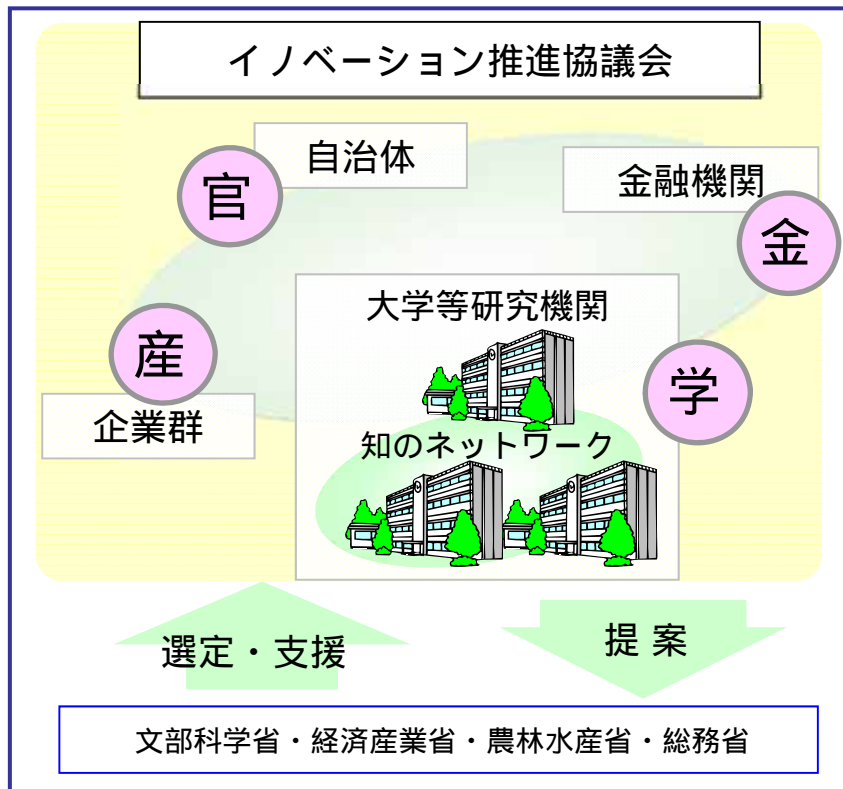 イノベーション推進協議会
官
自治体
金融機関
金
大学等研究機関
産
学
企業群
知のネットワーク
選定・支援
提 案
文部科学省・経済産業省・農林水産省・総務省